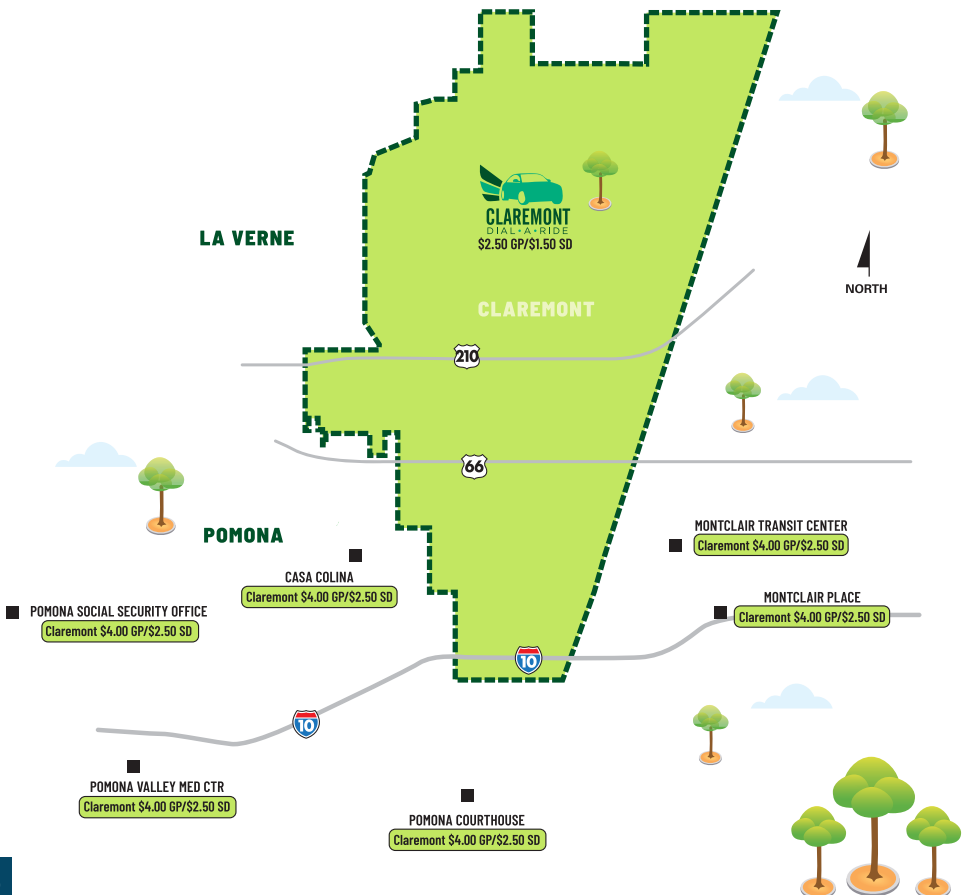 CLAREMONT
DIAL•A•RIDE
$2.50 GP/$1.50 SD
LA VERNE
NORTH
CLAREMONT
210
66
MONTCLAIR TRANSIT CENTER
Claremont $4.00 GP/$2.50 SD
POMONA
CASA COLINA
Claremont $4.00 GP/$2.50 SD
MONTCLAIR PLACE
Claremont $4.00 GP/$2.50 SD
POMONA SOCIAL SECURITY OFFICE
Claremont $4.00 GP/$2.50 SD
10
10
POMONA VALLEY MED CTR
Claremont $4.00 GP/$2.50 SD
POMONA COURTHOUSE
Claremont $4.00 GP/$2.50 SD